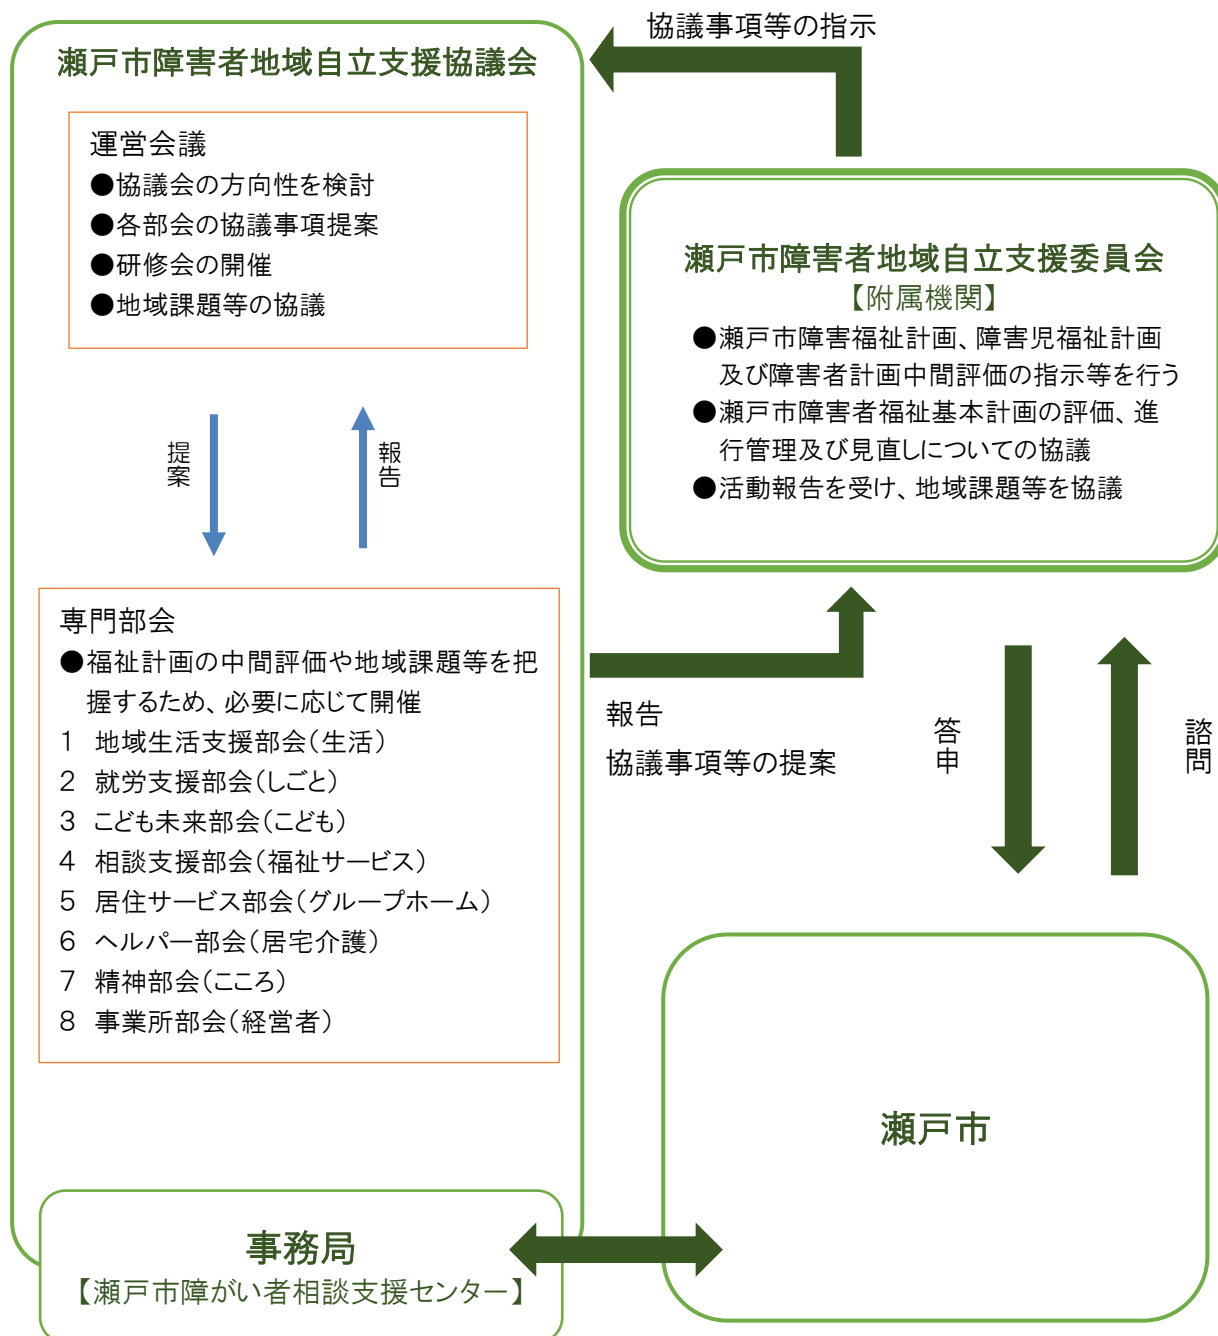 瀬戸市障害者地域自立支援協議会
運営会議
●協議会の方向性を検討
●各部会の協議事項提案
●研修会の開催
●地域課題等の協議
提案
報告
専門部会
●福祉計画の中間評価や地域課題等を把
握するため、必要に応じて開催
1 地域生活支援部会(生活)
2 就労支援部会(しごと)
3 こども未来部会(こども)
4 相談支援部会(福祉サービス)
5 居住サービス部会(グループホーム)
6 ヘルパー部会(居宅介護)
7 精神部会(こころ)
8 事業所部会(経営者)
事務局
【瀬戸市障がい者相談支援センター】
協議事項等の指示
瀬戸市障害者地域自立支援委員会
【附属機関】
●瀬戸市障害福祉計画、障害児福祉計画
及び障害者計画中間評価の指示等を行う
●瀬戸市障害者福祉基本計画の評価、進
行管理及び見直しについての協議
●活動報告を受け、地域課題等を協議
報告
協議事項等の提案
答申
諮問
瀬戸市